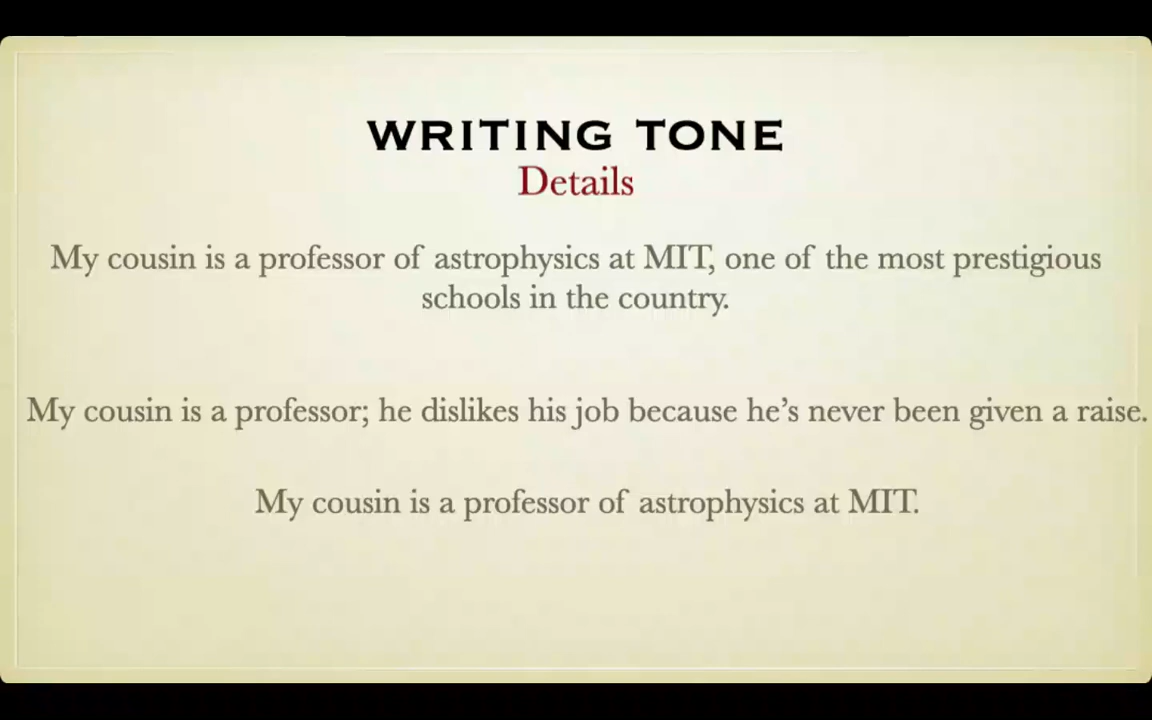 WRITING TONE
Details
My cousin is a professor of astrophysics at MIT, one of the most prestigious
schools in the country.
My cousin is a professor; he dislikes his job because he’s never been given a raise.
My cousin is a professor of astrophysics at MIT.